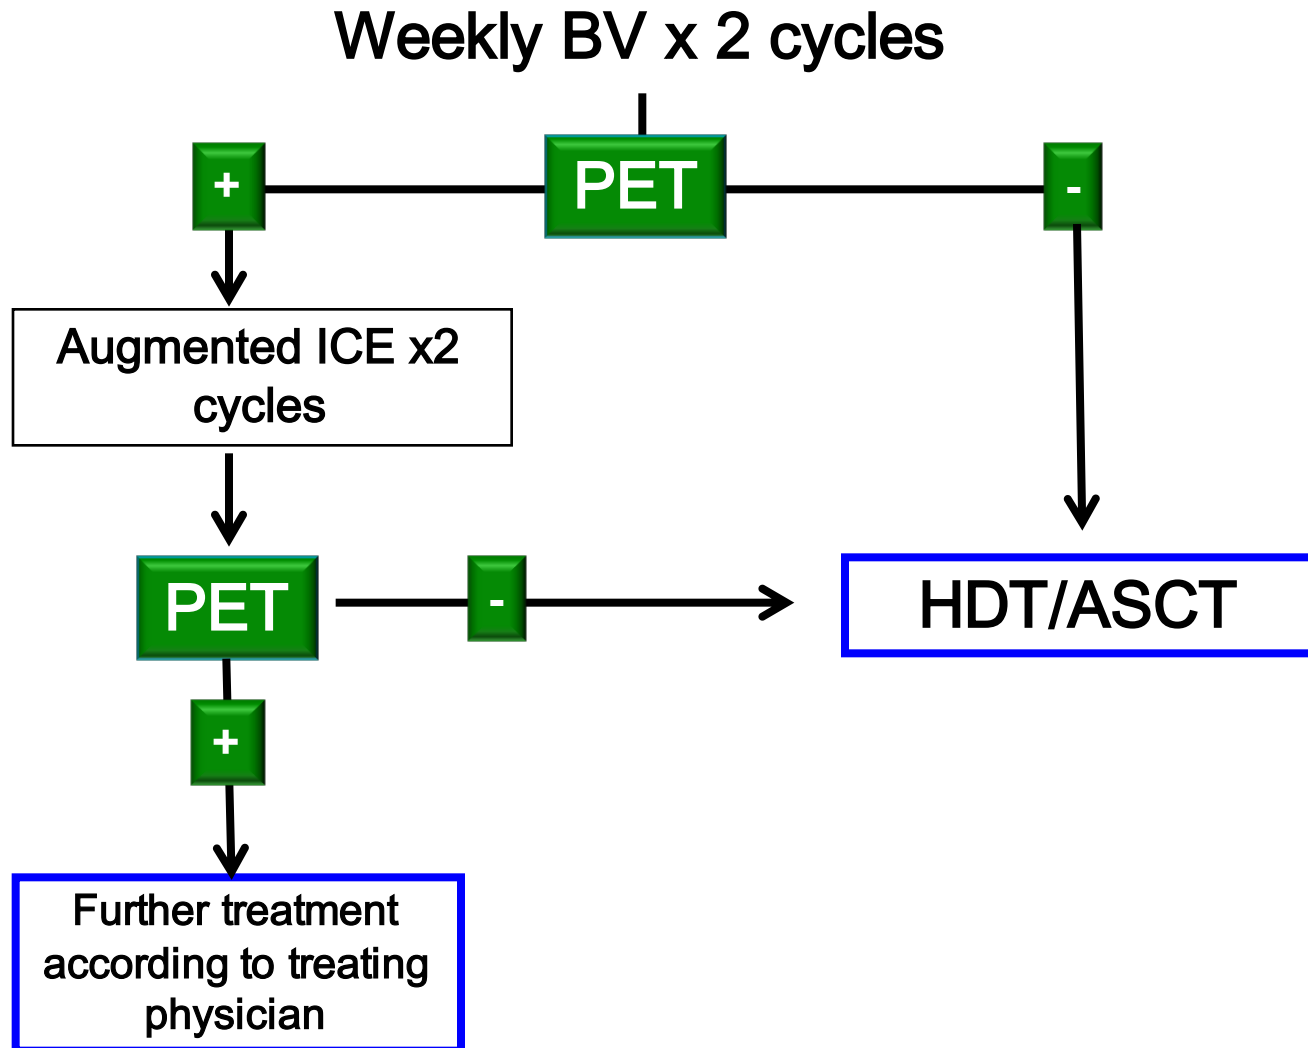 Weekly BV x 2 cycles
+
PET
-
Augmented ICE x2
cycles
PET
-
HDT/ASCT
+
Further treatment
according to treating
physician